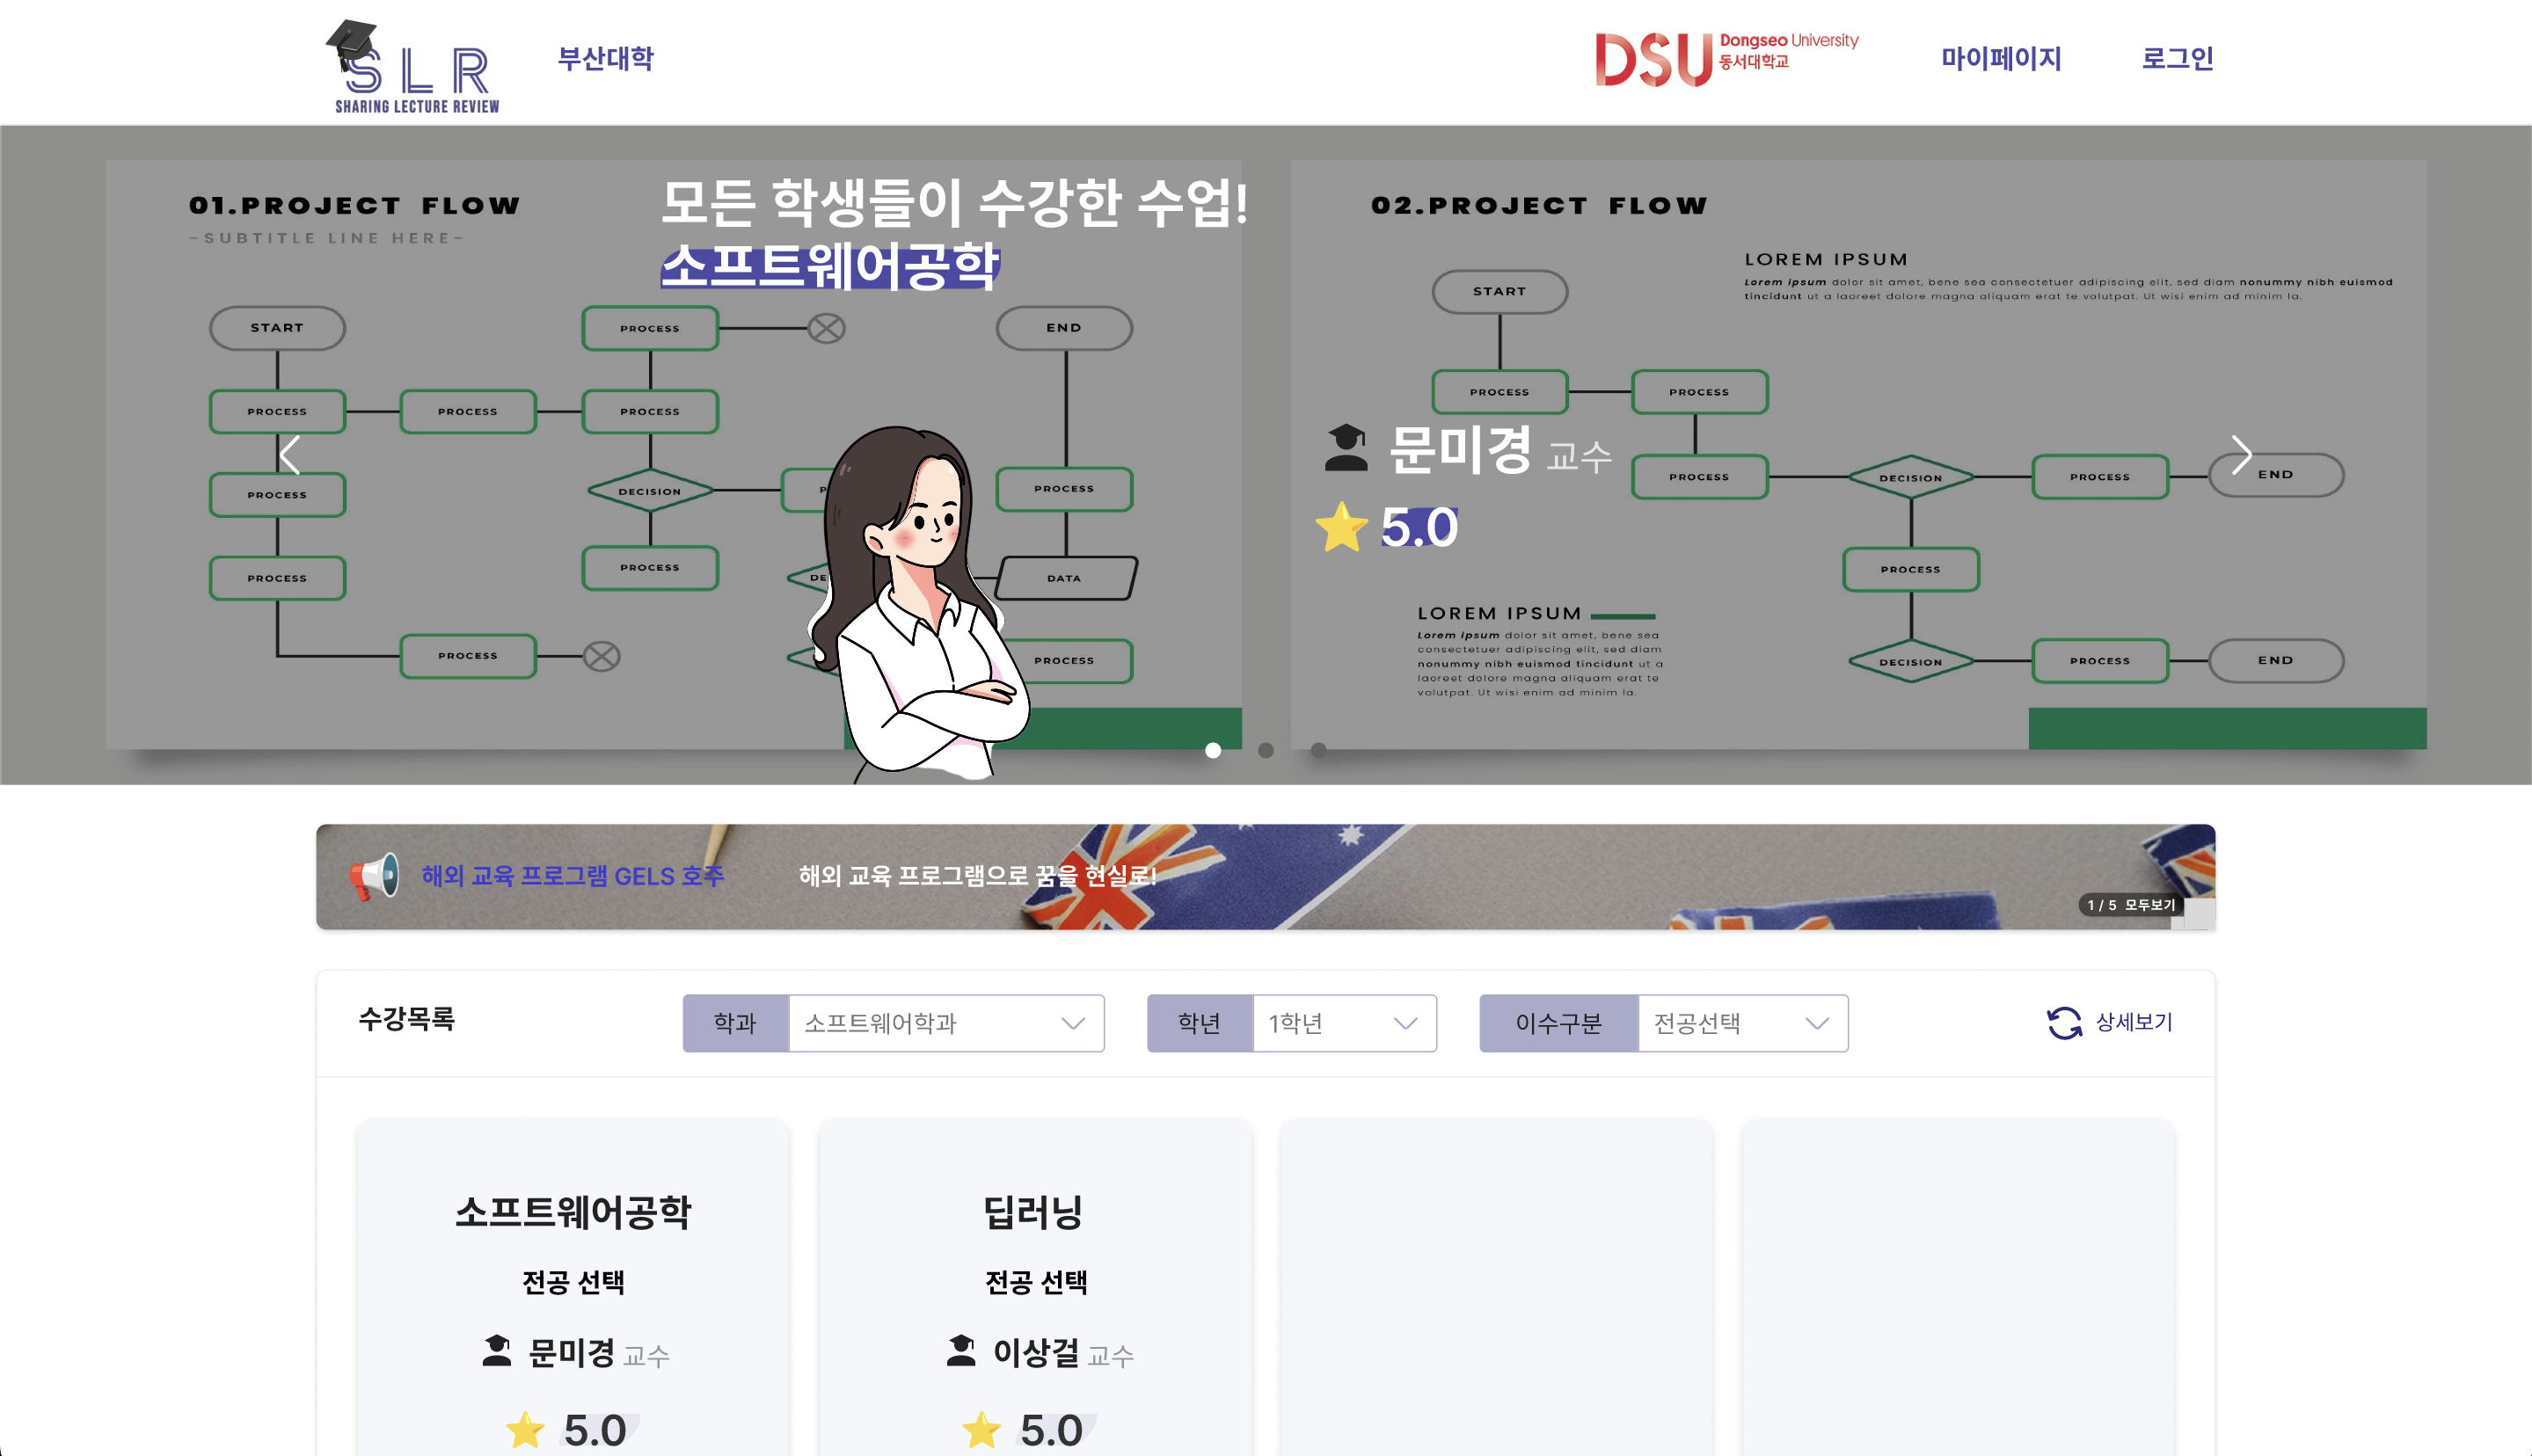 SLR
SHARING LECTURE REVIEW
부산대학
DSU Dongseo University
동서대학교
마이페이지
로그인
01.PROJECT FLOW
-SUBTITLE LINE HERE-
모든 학생들이 수강한 수업!
소프트웨어공학
START
PROCESS
END
PROCESS
PROCESS
PROCESS
PROCESS
DECISION
P
PROCESS
PROCESS
PROCESS
DE
DATA
PROCESS
PROCESS
PROCESS
02.PROJECT FLOW
LOREM IPSUM
Lorem ipsum dolor sit amet, bene sea consectetuer adipiscing elit, sed diam nonummy nibh euismod
tincidunt ut a laoreet dolore magna aliquam erat te volutpat. Ut wisi enim ad minim la.
START
PROCESS
PROCESS
문미경 교수
PROCESS
DECISION
PROCESS
END
5.0
PROCESS
LOREM IPSUM
Lorem ipsum dolor sit amet, bene sea
consectetuer adipiscing elit, sed diam
nonummy nibh euismod tincidunt ut a
laoreet dolore magna aliquam erat te
volutpat. Ut wisi enim ad minim la.
DECISION
PROCESS
END
해외 교육 프로그램 GELS 호주
해외 교육 프로그램으로 꿈을 현실로!
1 / 5 모두보기
수강목록
학과
소프트웨어학과
학년
1학년
이수구분
전공선택
상세보기
소프트웨어공학
전공 선택
문미경 교수
5.0
딥러닝
전공 선택
이상걸 교수
5.0